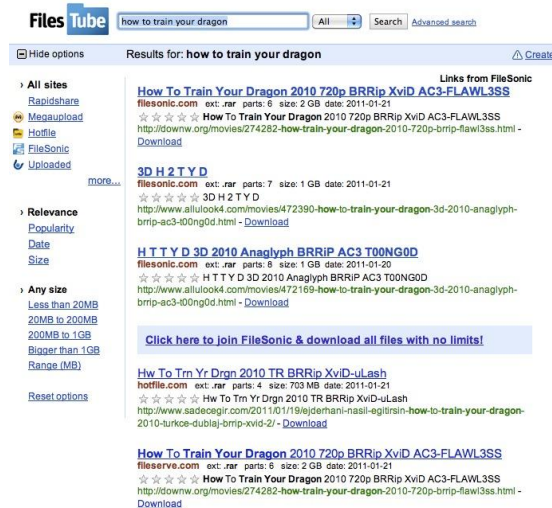 Files Tube how to train your dragon All Search Advanced search
Hide options Results for: how to train your dragon Create
Links from FileSonic
› All sites
Rapidshare
Megaupload
Hotfile
FileSonic
Uploaded
more...
› Relevance
Popularity
Date
Size
› Any size
Less than 20MB
20MB to 200MB
200MB to 1GB
Bigger than 1GB
Range (MB)
Reset options
How To Train Your Dragon 2010 720p BRRip XviD AC3-FLAWL3SS
filesonic.com ext: .rar parts: 6 size: 2 GB date: 2011-01-21
How To Train Your Dragon 2010 720p BRRip XviD AC3-FLAWL3SS
http://downw.org/movies/274282-how-train-your-dragon-2010-720p-brrip-flawl3ss.html -
Download
3D H 2 T Y D
filesonic.com ext: .rar parts: 7 size: 1 GB date: 2011-01-21
3D H 2 T Y D
http://www.allulook4.com/movies/472390-how-to-train-your-dragon-3d-2010-anaglyph-
brrip-ac3-t00ng0d.html - Download
H T T Y D 3D 2010 Anaglyph BRRiP AC3 T00NG0D
filesonic.com ext: .rar parts: 8 size: 1 GB date: 2011-01-20
H T T Y D 3D 2010 Anaglyph BRRiP AC3 T00NG0D
http://www.allulook4.com/movies/472169-how-to-train-your-dragon-3d-2010-anaglyph-
brrip-ac3-t00ng0d.html - Download
Click here to join FileSonic & download all files with no limits!
Hw To Trn Yr Drgn 2010 TR BRRip XviD-uLash
hotfile.com ext: .rar parts: 4 size: 703 MB date: 2011-01-21
Hw To Trn Yr Drgn 2010 TR BRRip XviD-uLash
http://www.sadecegir.com/2011/01/19/ejderhani-nasil-egitirsin-how-to-train-your-dragon-
2010-turkce-dublaj-brrip-xvid-2/ - Download
How To Train Your Dragon 2010 720p BRRip XviD AC3-FLAWL3SS
fileserve.com ext: .rar parts: 6 size: 2 GB date: 2011-01-21
How To Train Your Dragon 2010 720p BRRip XviD AC3-FLAWL3SS
http://downw.org/movies/274282-how-train-your-dragon-2010-720p-brrip-flawl3ss.html -
Download